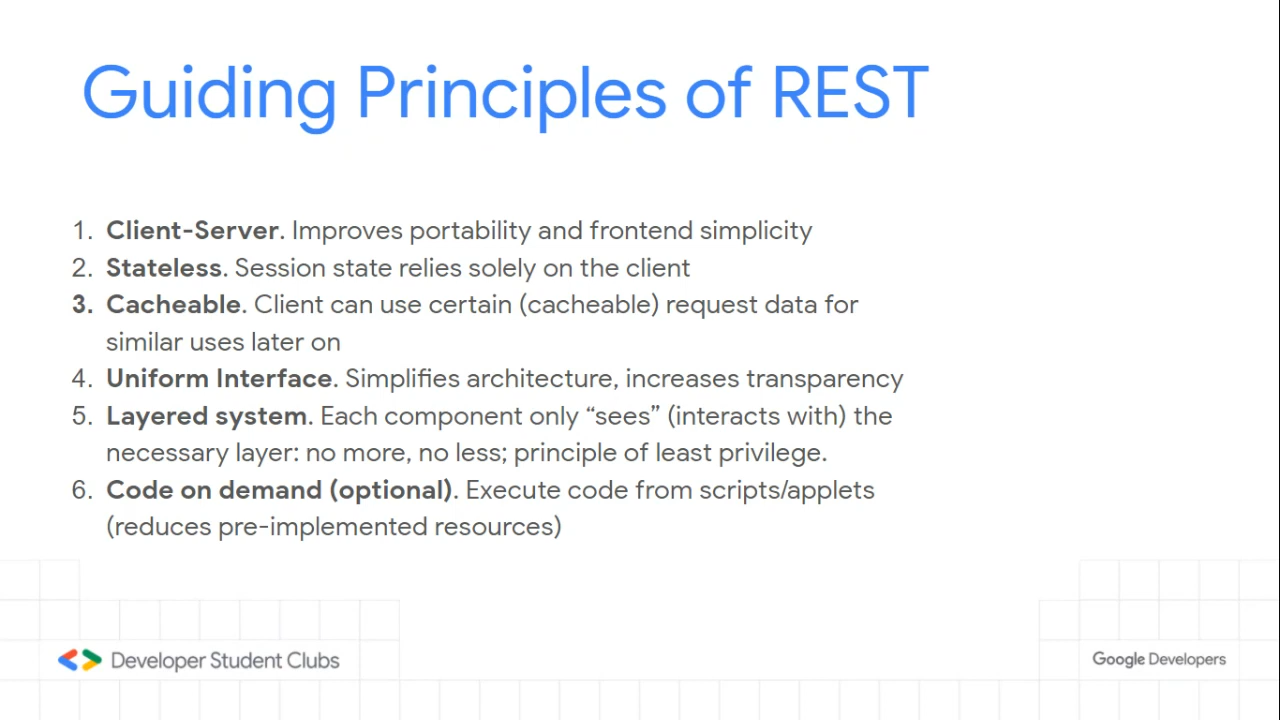 Guiding Principles of REST
1. Client-Server. Improves portability and frontend simplicity
2. Stateless. Session state relies solely on the client
3. Cacheable. Client can use certain (cacheable) request data for
similar uses later on
4. Uniform Interface. Simplifies architecture, increases transparency
5. Layered system. Each component only “sees” (interacts with) the
necessary layer: no more, no less; principle of least privilege.
6. Code on demand (optional). Execute code from scripts/applets
(reduces pre-implemented resources)
Developer Student Clubs
Google Developers